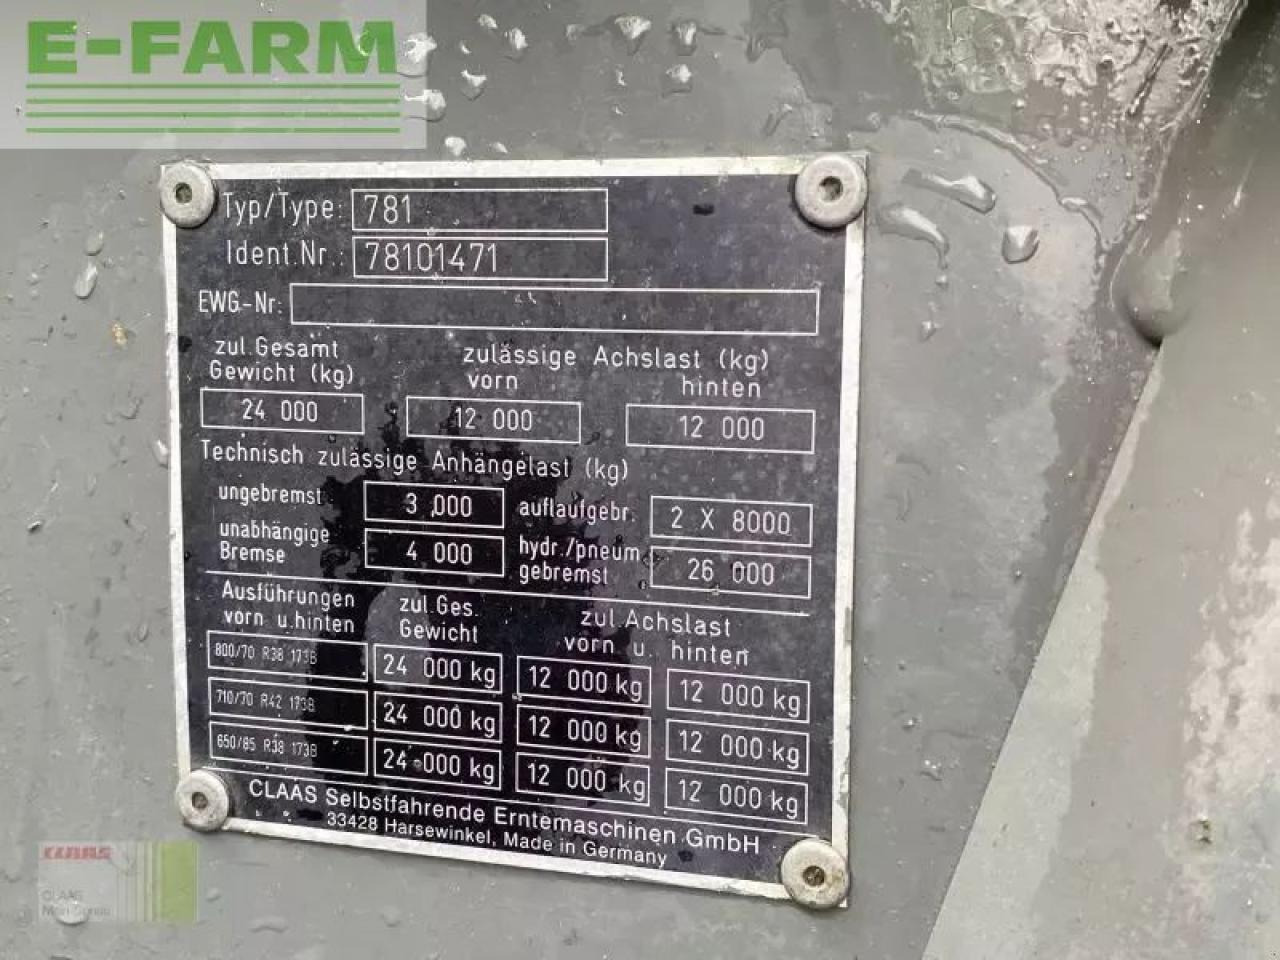 E-FARM
Typ/Type: 781
Ident.Nr.: 78101471
EWG-Nr:
zul.Gesamt Gewicht (kg)
zulässige Achslast (kg)
vorn hinten
24 000 12 000 12 000
Technisch zulässige Anhängelast (kg)
ungebremst 3 000 auflaufgebr. 2 X 8000
unabhängige Bremse 4 000 hydr./pneum gebremst 26 000
Ausführungen vorn u.hinten
zul.Ges. Gewicht
zul.Achslast vorn u. hinten
800/70 R38 173B 24 000 kg 12 000 kg 12 000 kg
710/70 R42 173B 24 000 kg 12 000 kg 12 000 kg
650/85 R38 173B 24 000 kg 12 000 kg 12 000 kg
CLAAS Selbstfahrende Erntemaschinen GmbH
33428 Harsewinkel, Made in Germany
CLAAS
CLAAS
Main-Donau